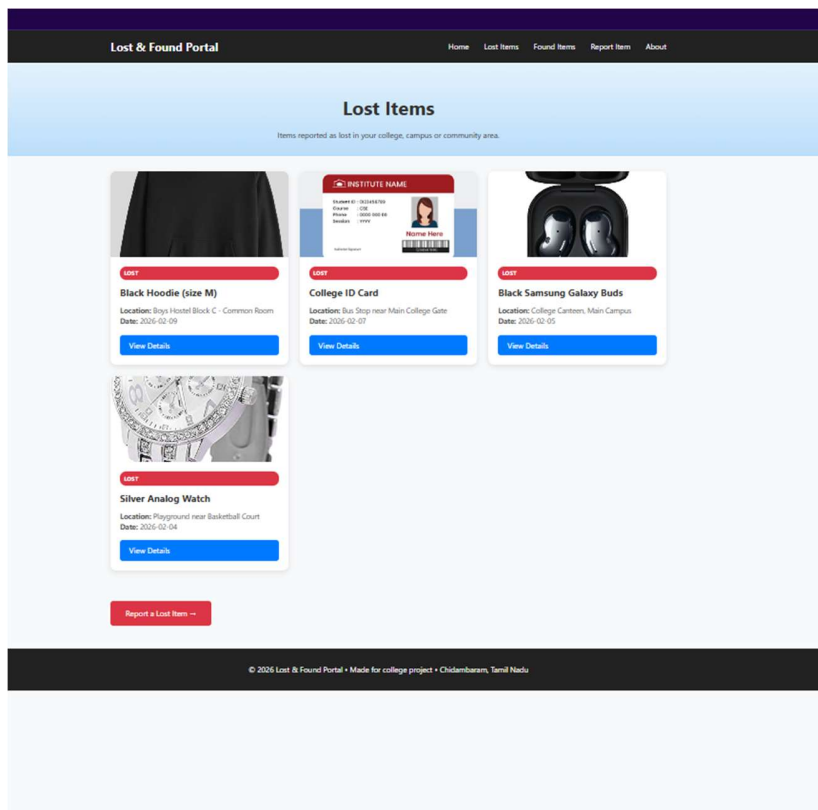 Lost & Found Portal
Home Lost Items Found Items Report Item About
Lost Items
Items reported as lost in your college, campus or community area.
INSTITUTE NAME
Course : CSE
Name Here
LOST
Black Hoodie (size M)
Location: Boys Hostel Block C - Common Room
Date: 2026-02-09
View Details
LOST
College ID Card
Location: Bus Stop near Main College Gate
Date: 2026-02-07
View Details
LOST
Black Samsung Galaxy Buds
Location: College Canteen, Main Campus
Date: 2026-02-05
View Details
LOST
Silver Analog Watch
Location: Playground near Basketball Court
Date: 2026-02-04
View Details
Report a Lost Item →
© 2026 Lost & Found Portal • Made for college project • Chidambaram, Tamil Nadu